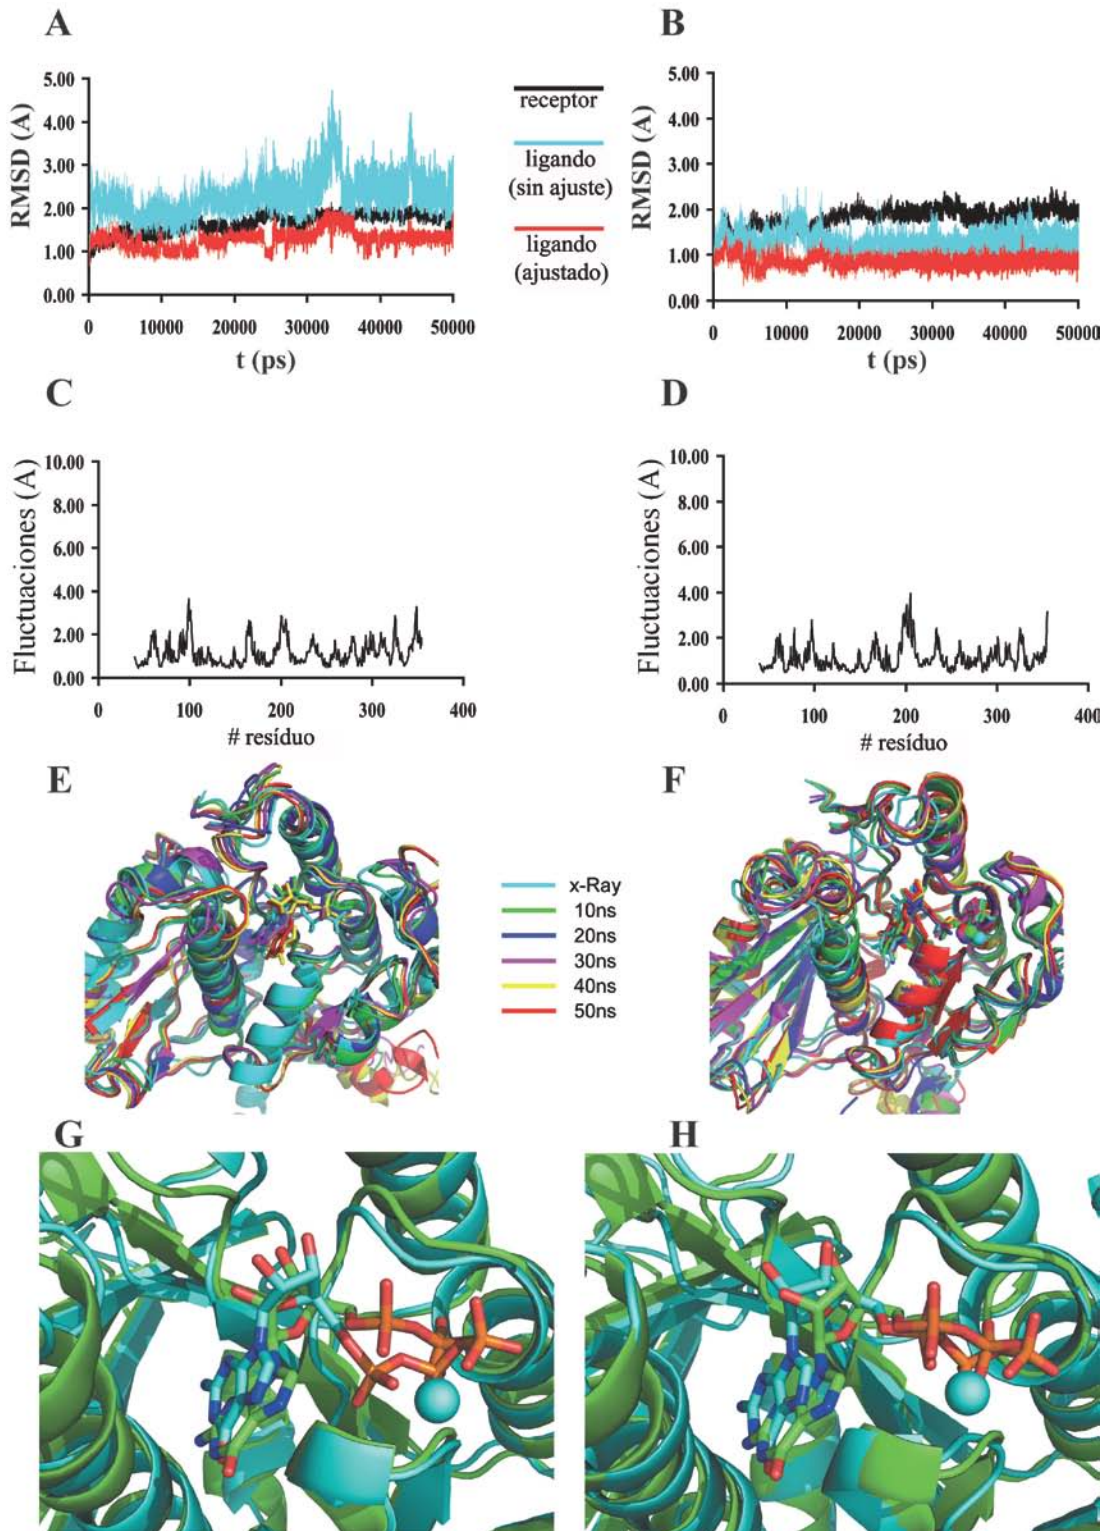 A
B
RMSD (A)
5.00
4.00
3.00
2.00
1.00
0.00
0 10000 20000 30000 40000 50000
t (ps)
receptor
ligando
(sin ajuste)
ligando
(ajustado)
RMSD (A)
5.00
4.00
3.00
2.00
1.00
0.00
0 10000 20000 30000 40000 50000
t (ps)
C
D
Fluctuaciones (A)
10.00
8.00
6.00
4.00
2.00
0.00
0 100 200 300 400
# resíduo
Fluctuaciones (A)
10.00
8.00
6.00
4.00
2.00
0.00
0 100 200 300 400
# resíduo
E
F
x-Ray
10ns
20ns
30ns
40ns
50ns
G
H